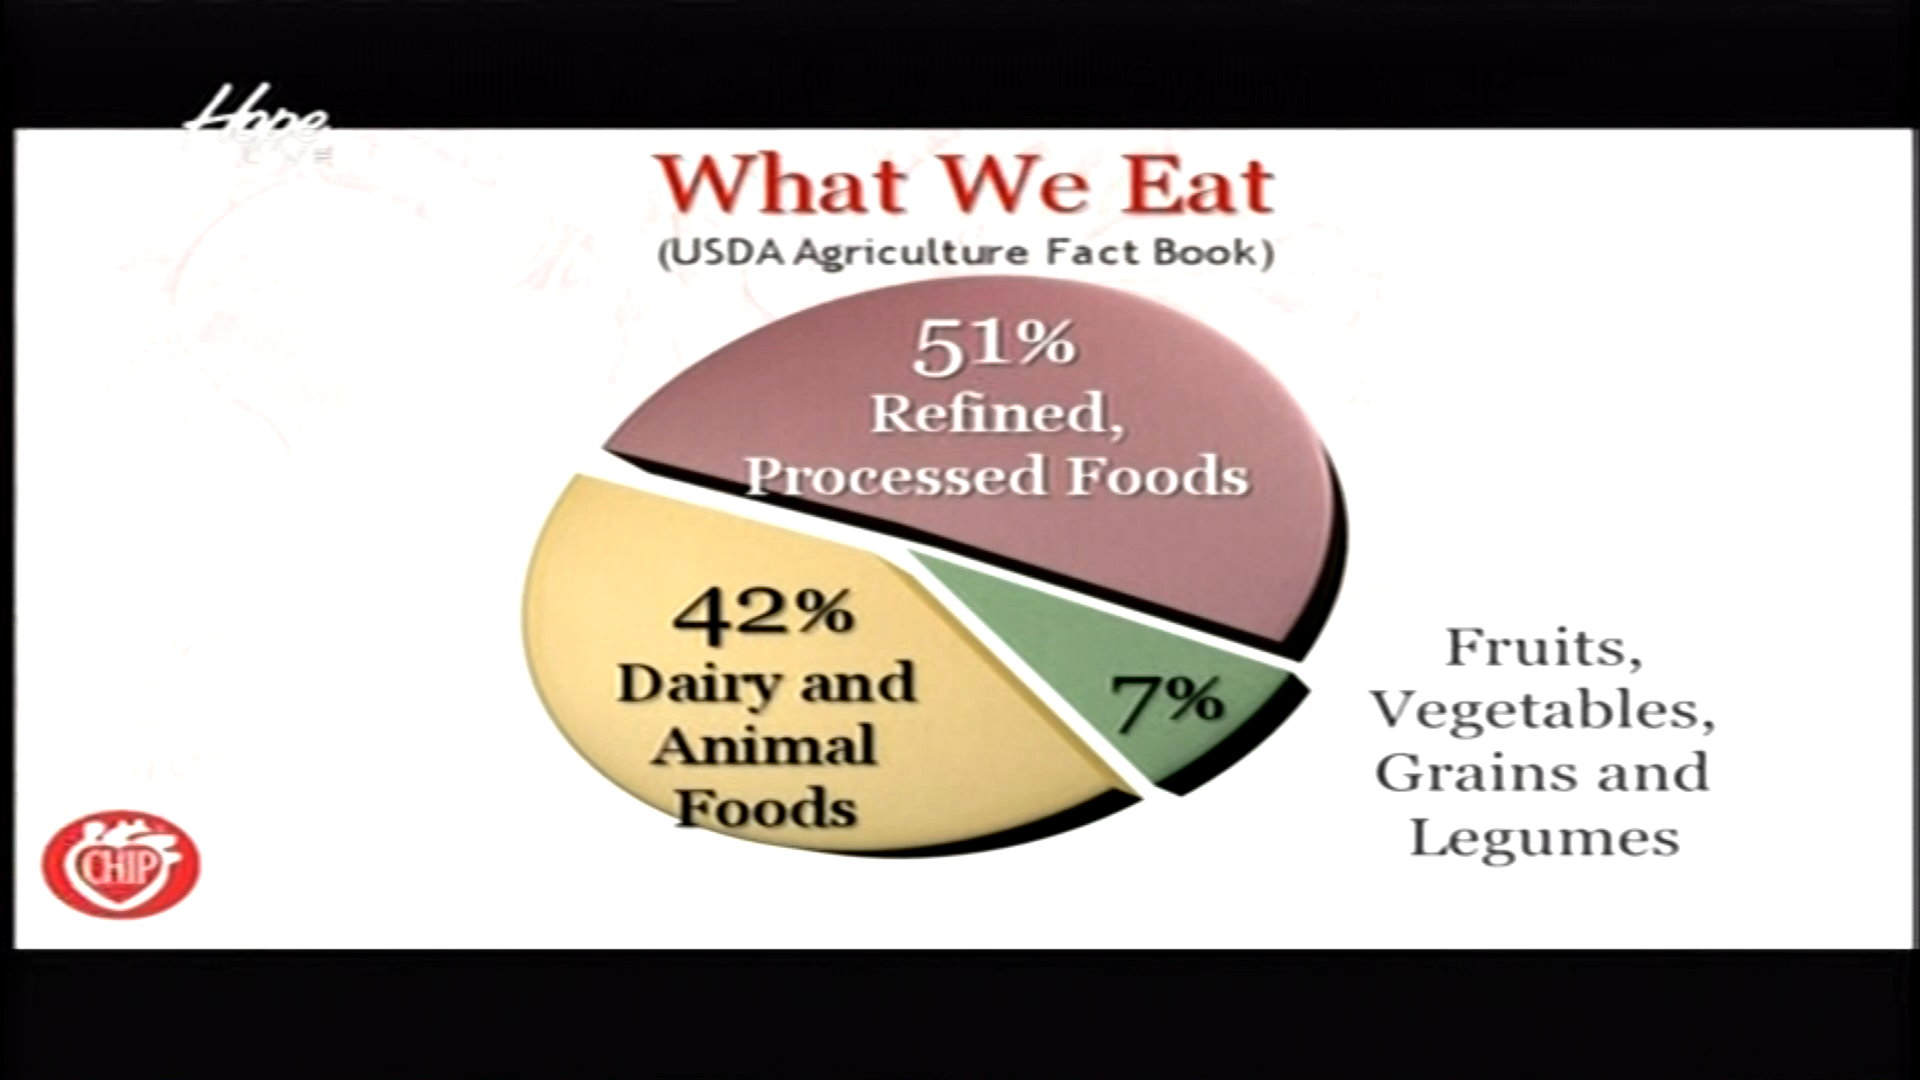 Hope
What We Eat
(USDA Agriculture Fact Book)
51%
Refined,
Processed Foods
42%
Dairy and
Animal
Foods
7%
Fruits,
Vegetables,
Grains and
Legumes
CHIP